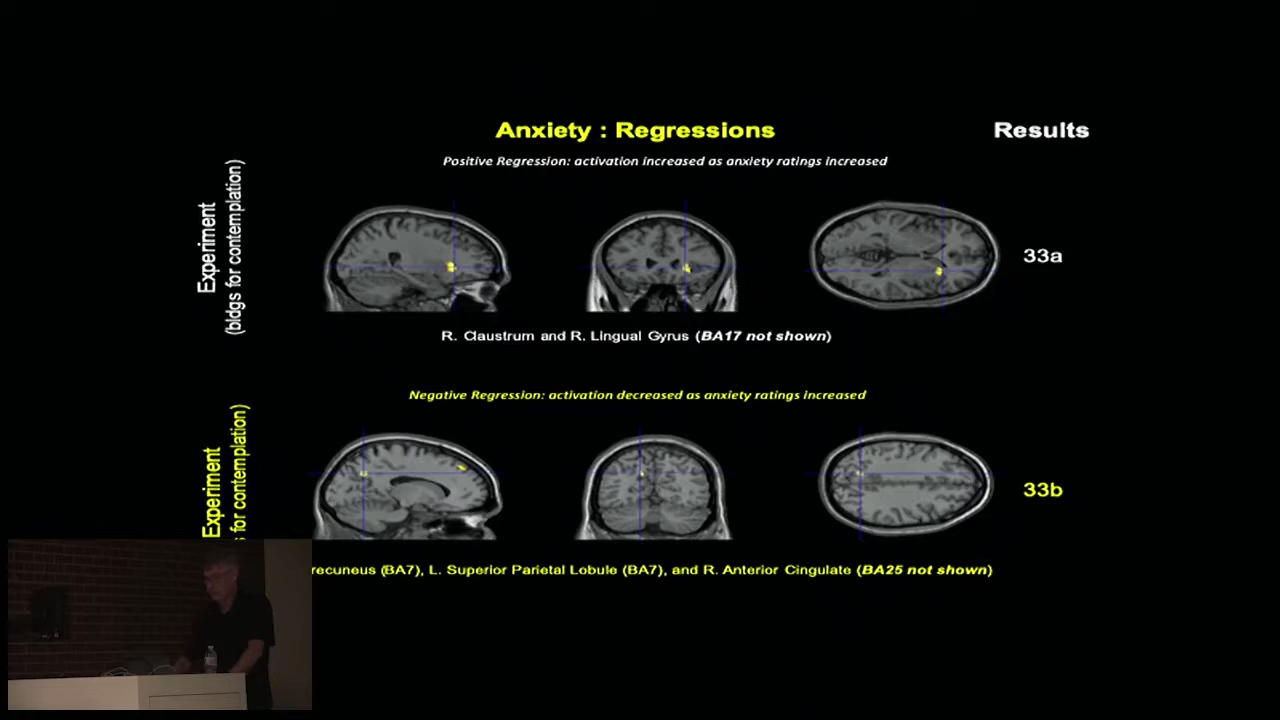 Anxiety : Regressions
Results
Positive Regression: activation increased as anxiety ratings increased
Experiment
(bldgs for contemplation)
33a
R. Claustrum and R. Lingual Gyrus (BA17 not shown)
Negative Regression: activation decreased as anxiety ratings increased
Experiment
for contemplation)
33b
(BA7), L. Superior Parietal Lobule (BA7), and R. Anterior Cingulate (BA25 not shown)